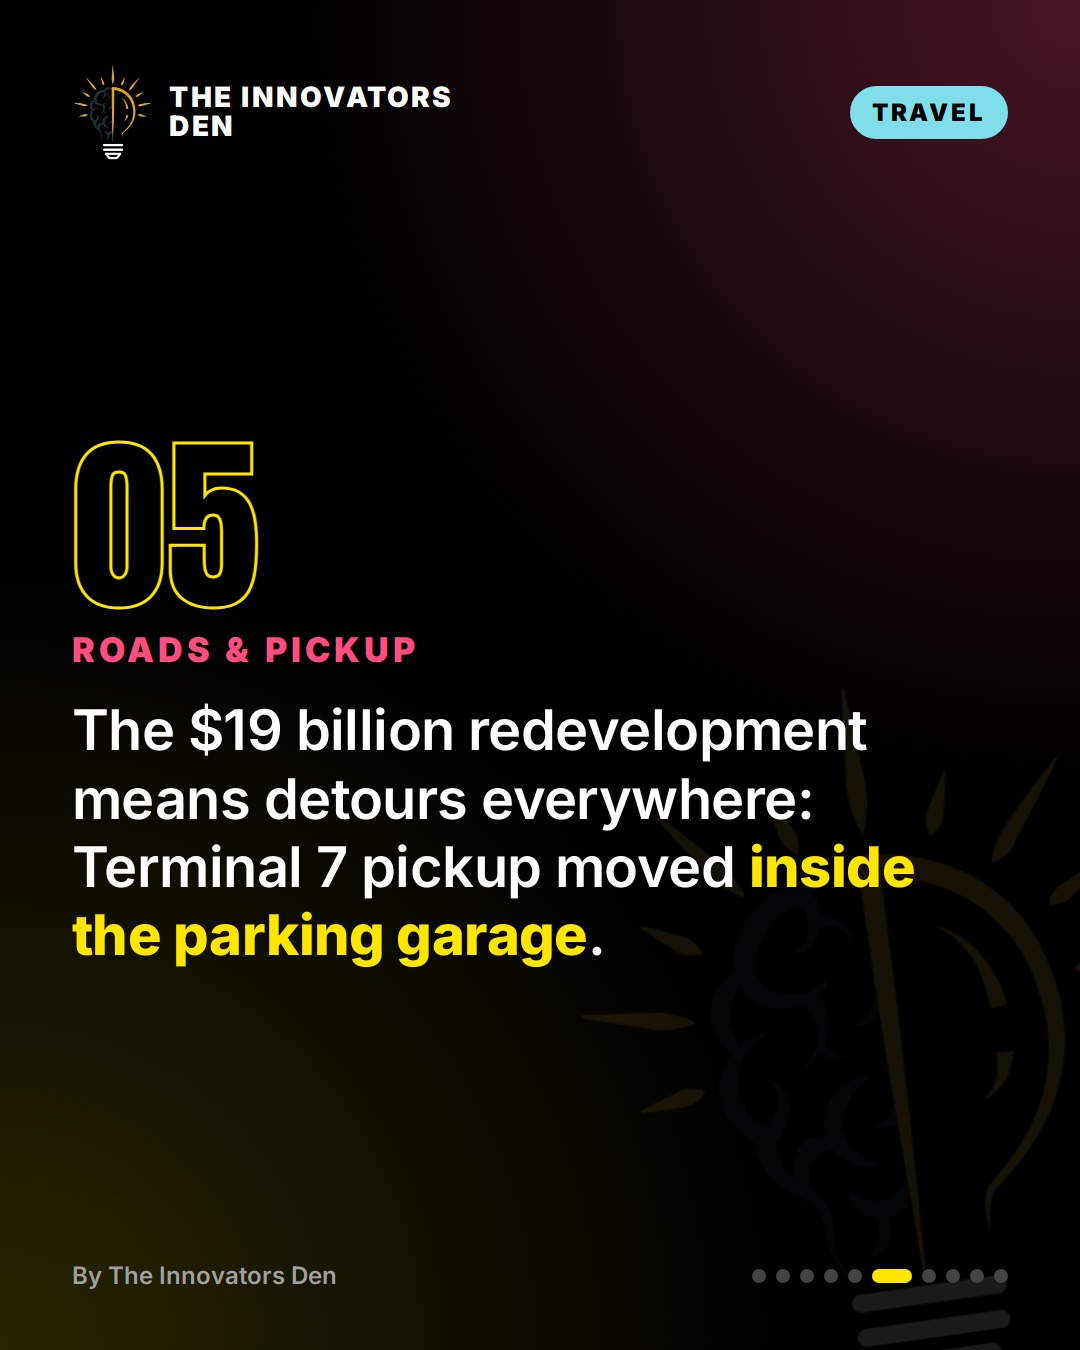 THE INNOVATORS
DEN
TRAVEL
05
ROADS & PICKUP
The $19 billion redevelopment
means detours everywhere:
Terminal 7 pickup moved inside
the parking garage.
By The Innovators Den